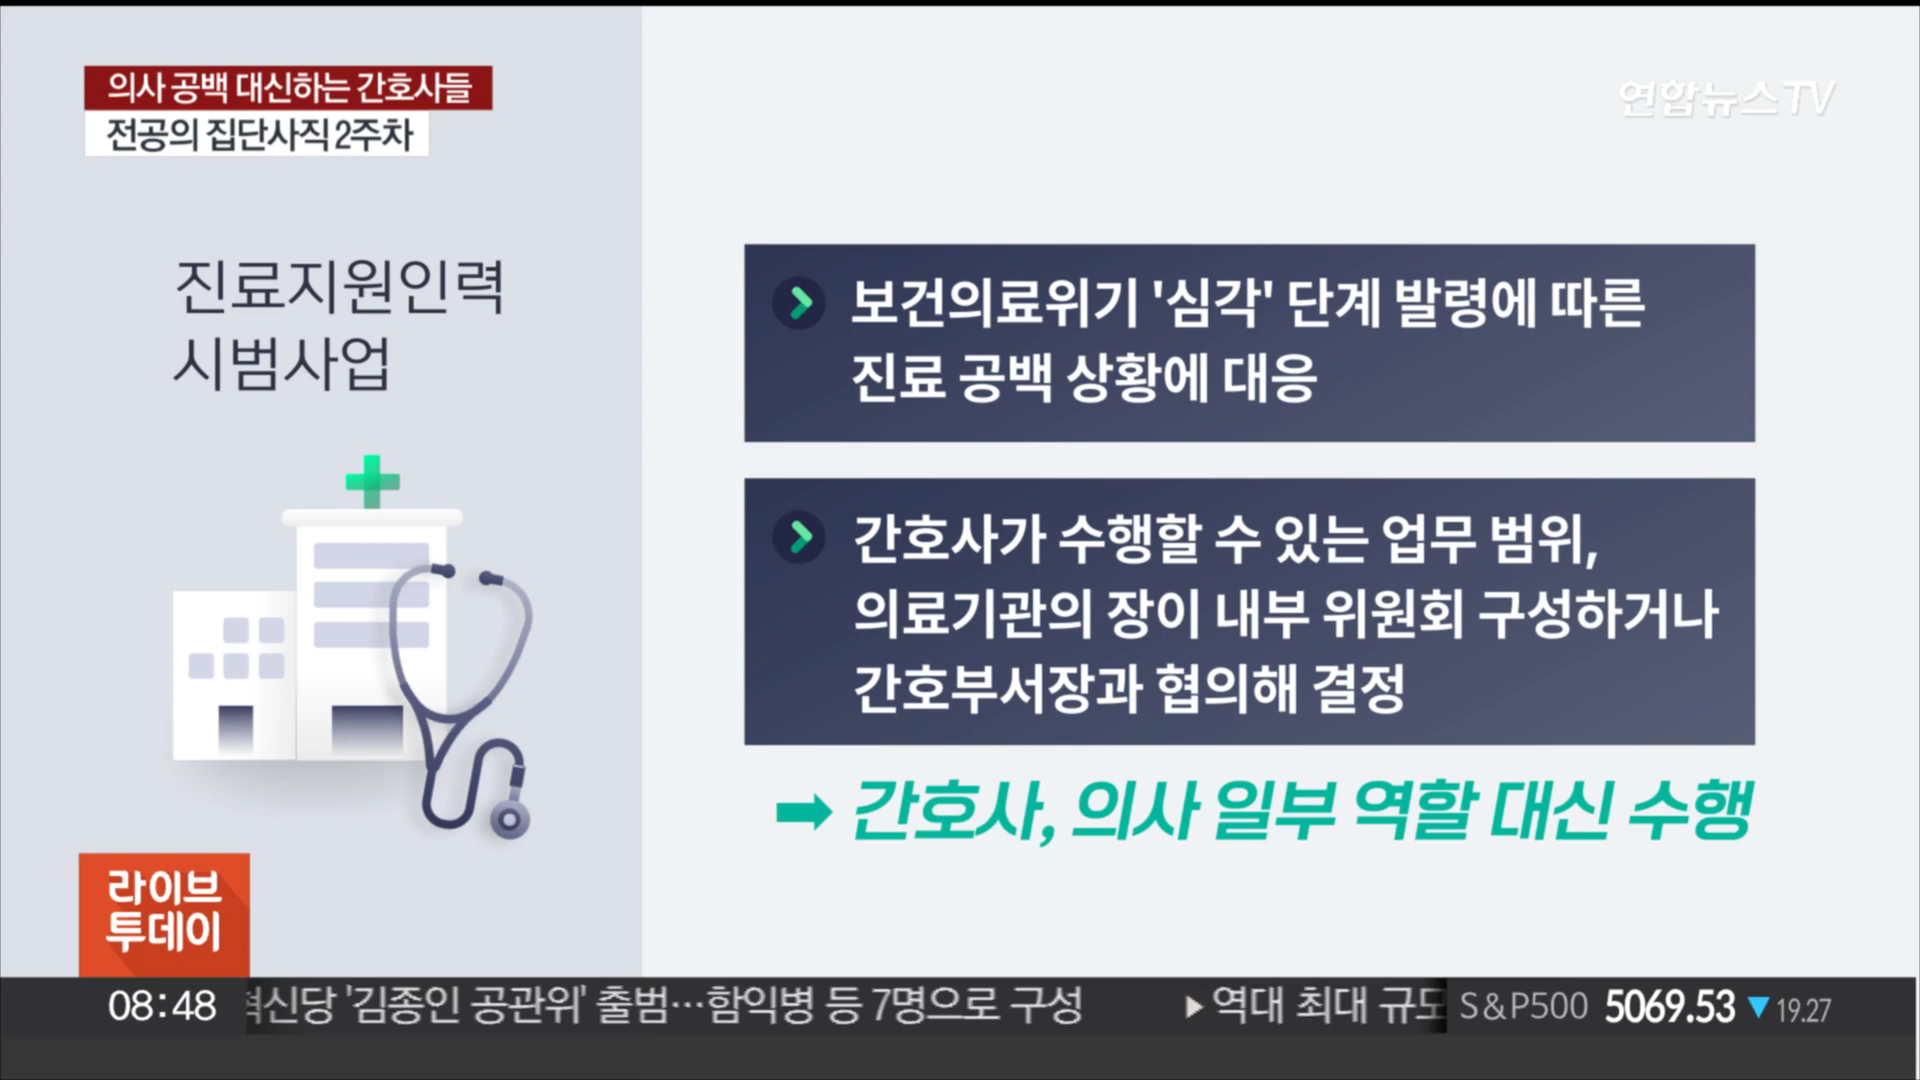 의사 공백 대신하는 간호사들
전공의 집단사직 2주차
연합뉴스TV
진료지원인력
시범사업
보건의료위기 '심각' 단계 발령에 따른
진료 공백 상황에 대응
간호사가 수행할 수 있는 업무 범위,
의료기관의 장이 내부 위원회 구성하거나
간호부서장과 협의해 결정
➡ 간호사, 의사 일부 역할 대신 수행
라이브
투데이
08:48 혁신당 '김종인 공관위' 출범…함익병 등 7명으로 구성 ▶역대 최대 규모 S&P500 5069.53 ▼19.27